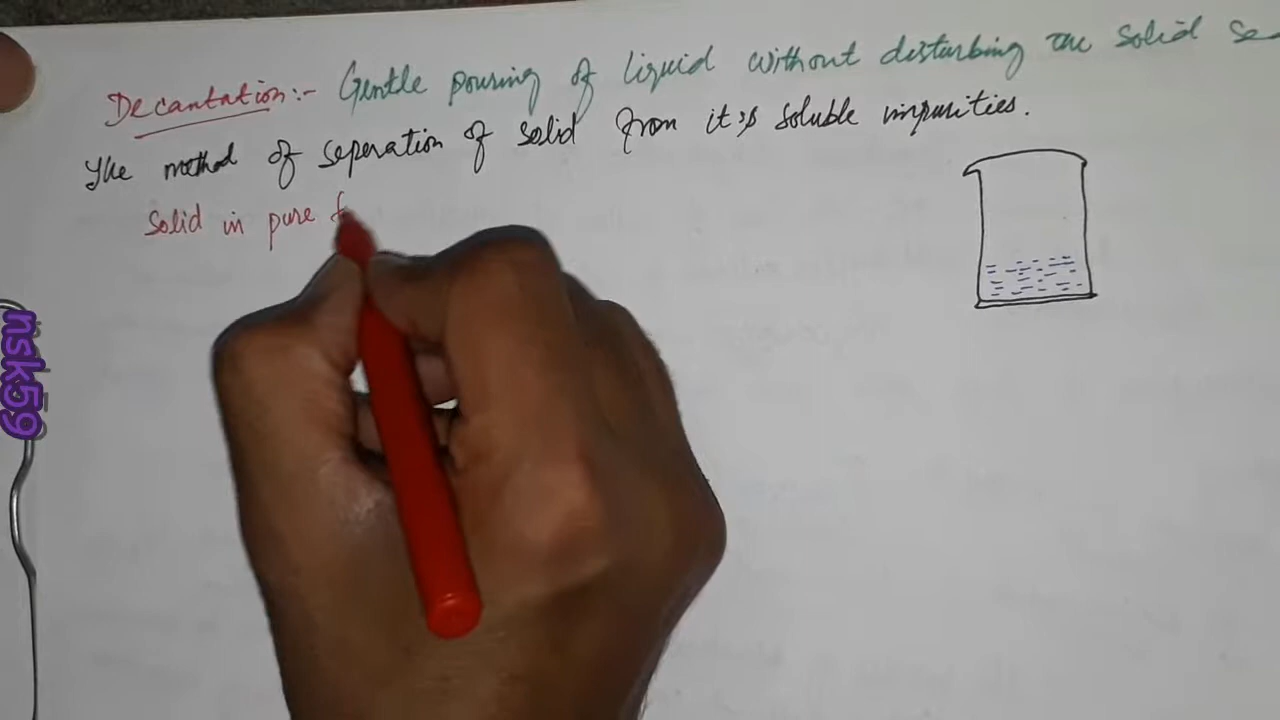 Decantation:- Gentle pouring of liquid without disturbing the solid se
The method of seperation of solid from it's soluble impurities.
Solid in pure f
nsk59